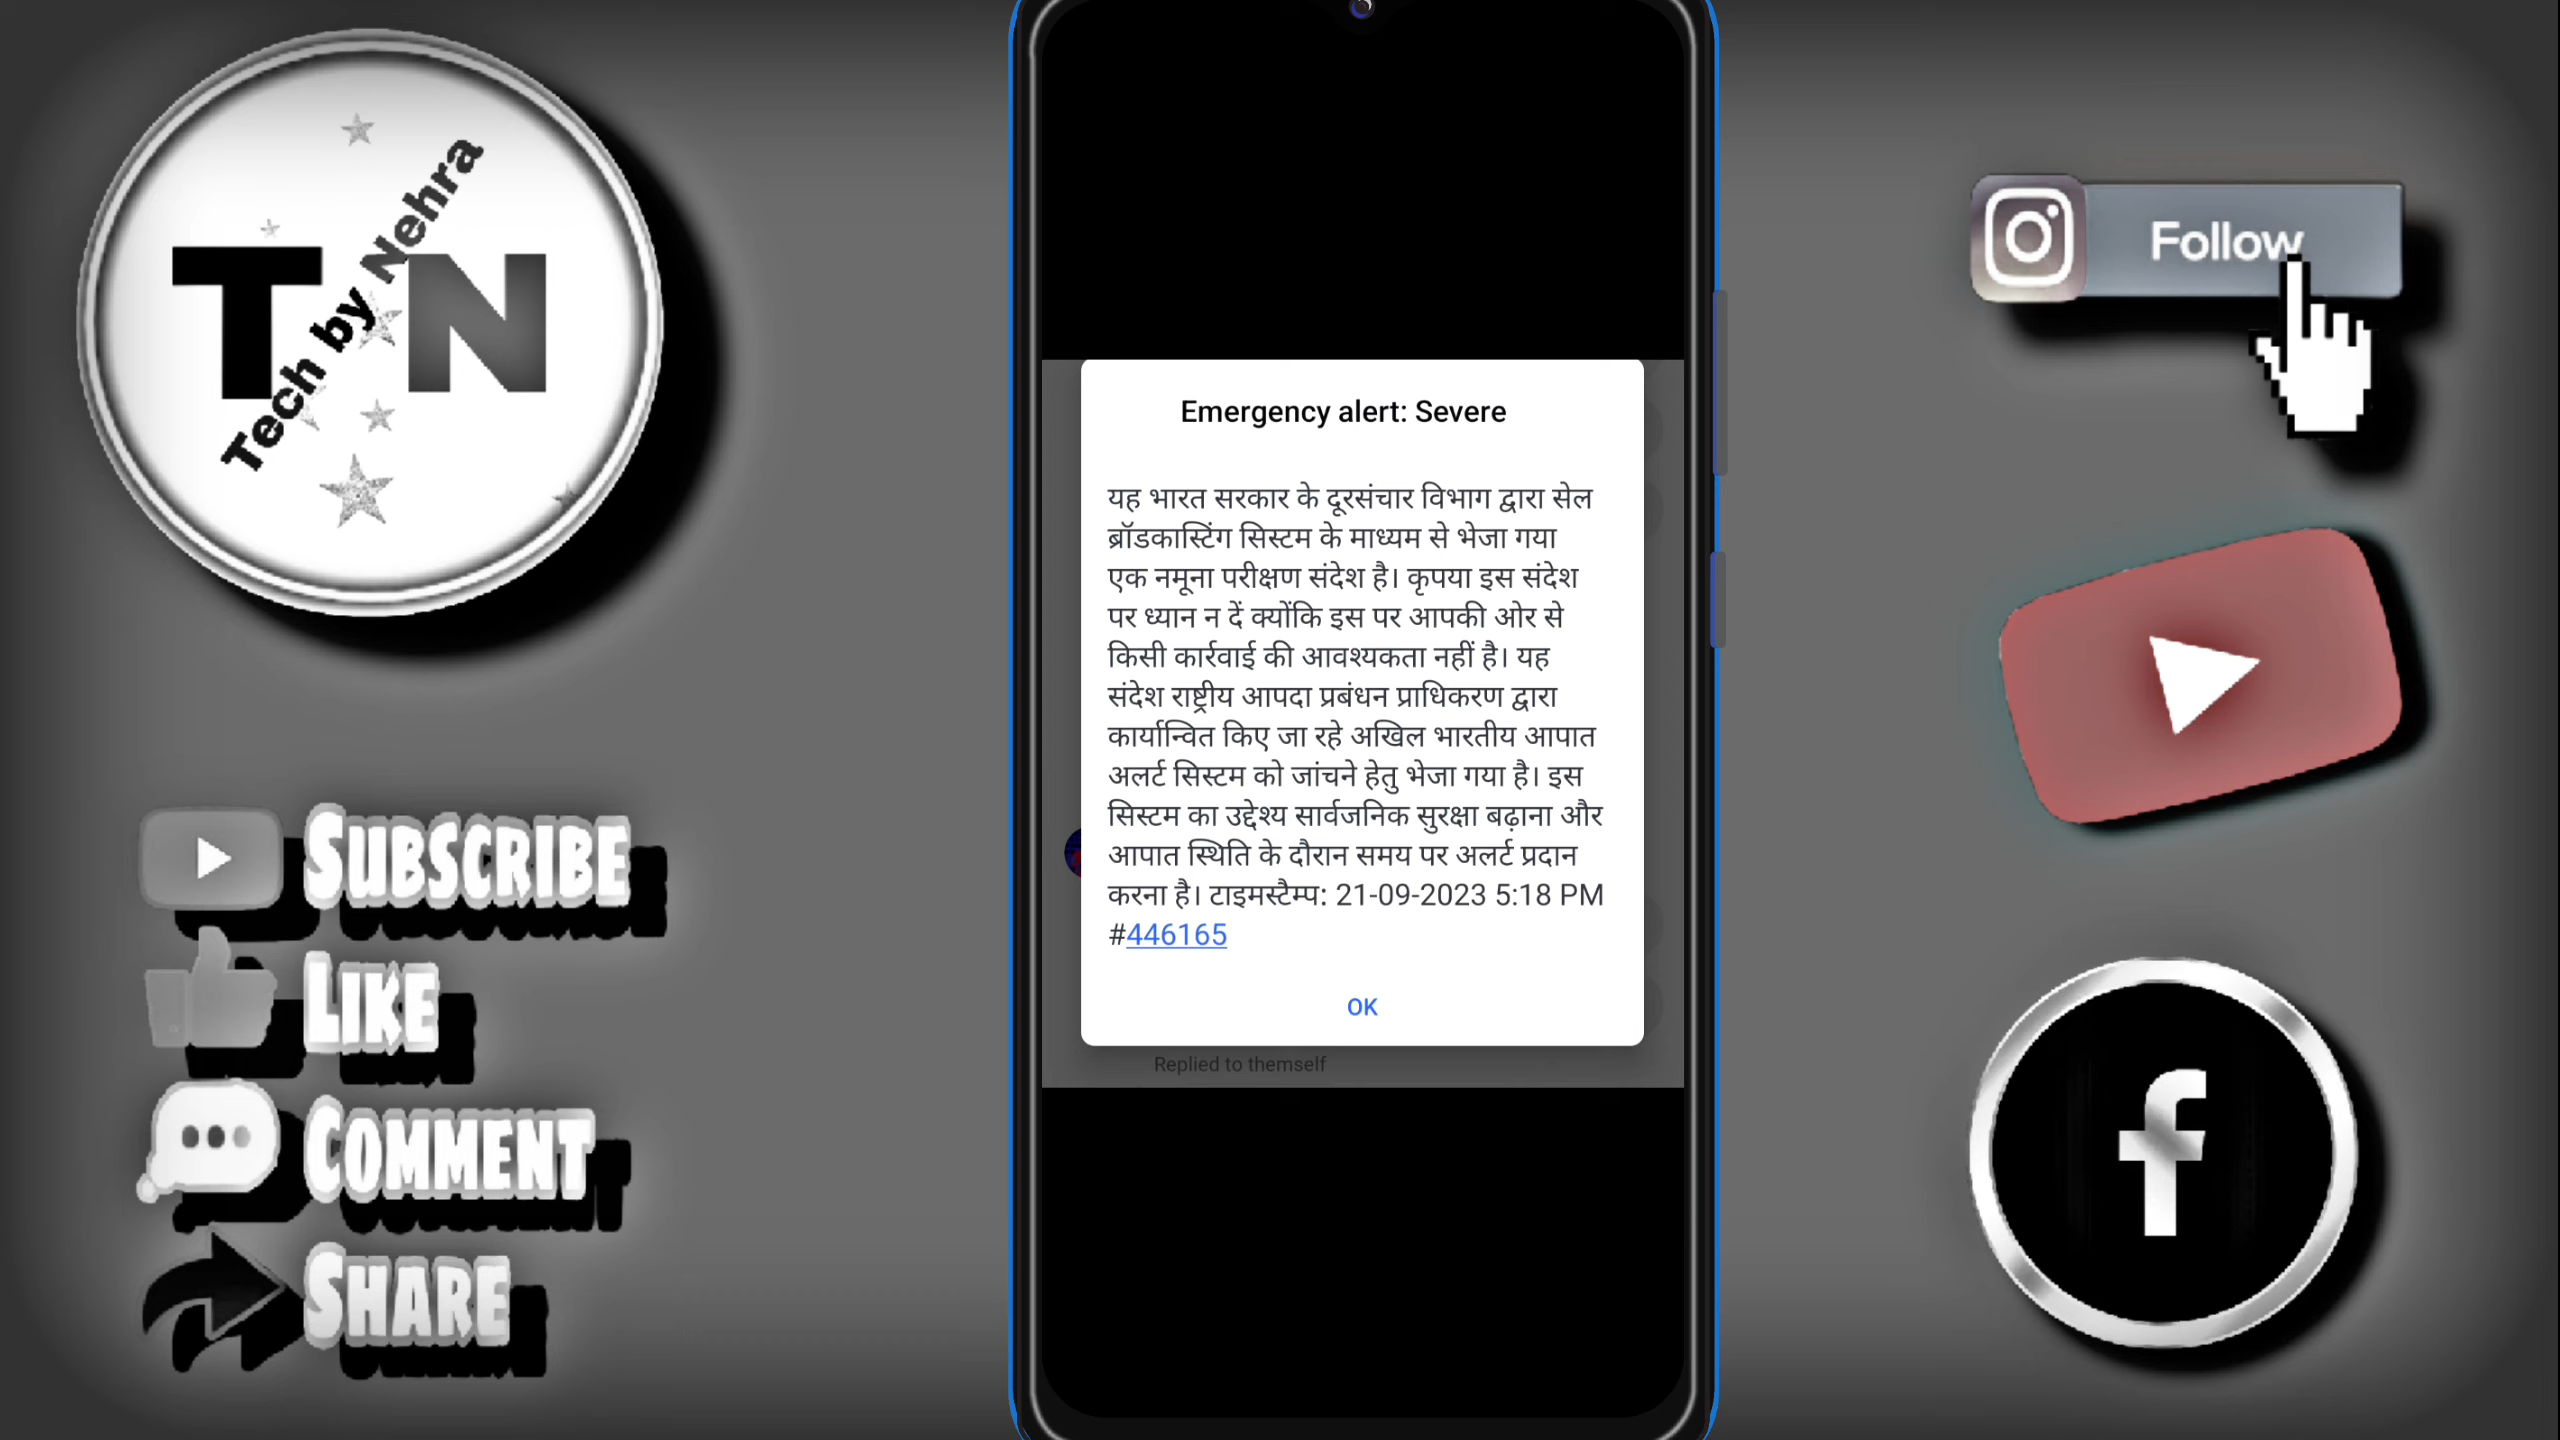 T N
Tech by Nehra
SUBSCRIBE
LIKE
COMMENT
SHARE
Emergency alert: Severe
यह भारत सरकार के दूरसंचार विभाग द्वारा सेल
ब्रॉडकास्टिंग सिस्टम के माध्यम से भेजा गया
एक नमूना परीक्षण संदेश है। कृपया इस संदेश
पर ध्यान न दें क्योंकि इस पर आपकी ओर से
किसी कार्रवाई की आवश्यकता नहीं है। यह
संदेश राष्ट्रीय आपदा प्रबंधन प्राधिकरण द्वारा
कार्यान्वित किए जा रहे अखिल भारतीय आपात
अलर्ट सिस्टम को जांचने हेतु भेजा गया है। इस
सिस्टम का उद्देश्य सार्वजनिक सुरक्षा बढ़ाना और
आपात स्थिति के दौरान समय पर अलर्ट प्रदान
करना है। टाइमस्टैम्प: 21-09-2023 5:18 PM
#446165
OK
Replied to themself
Follow